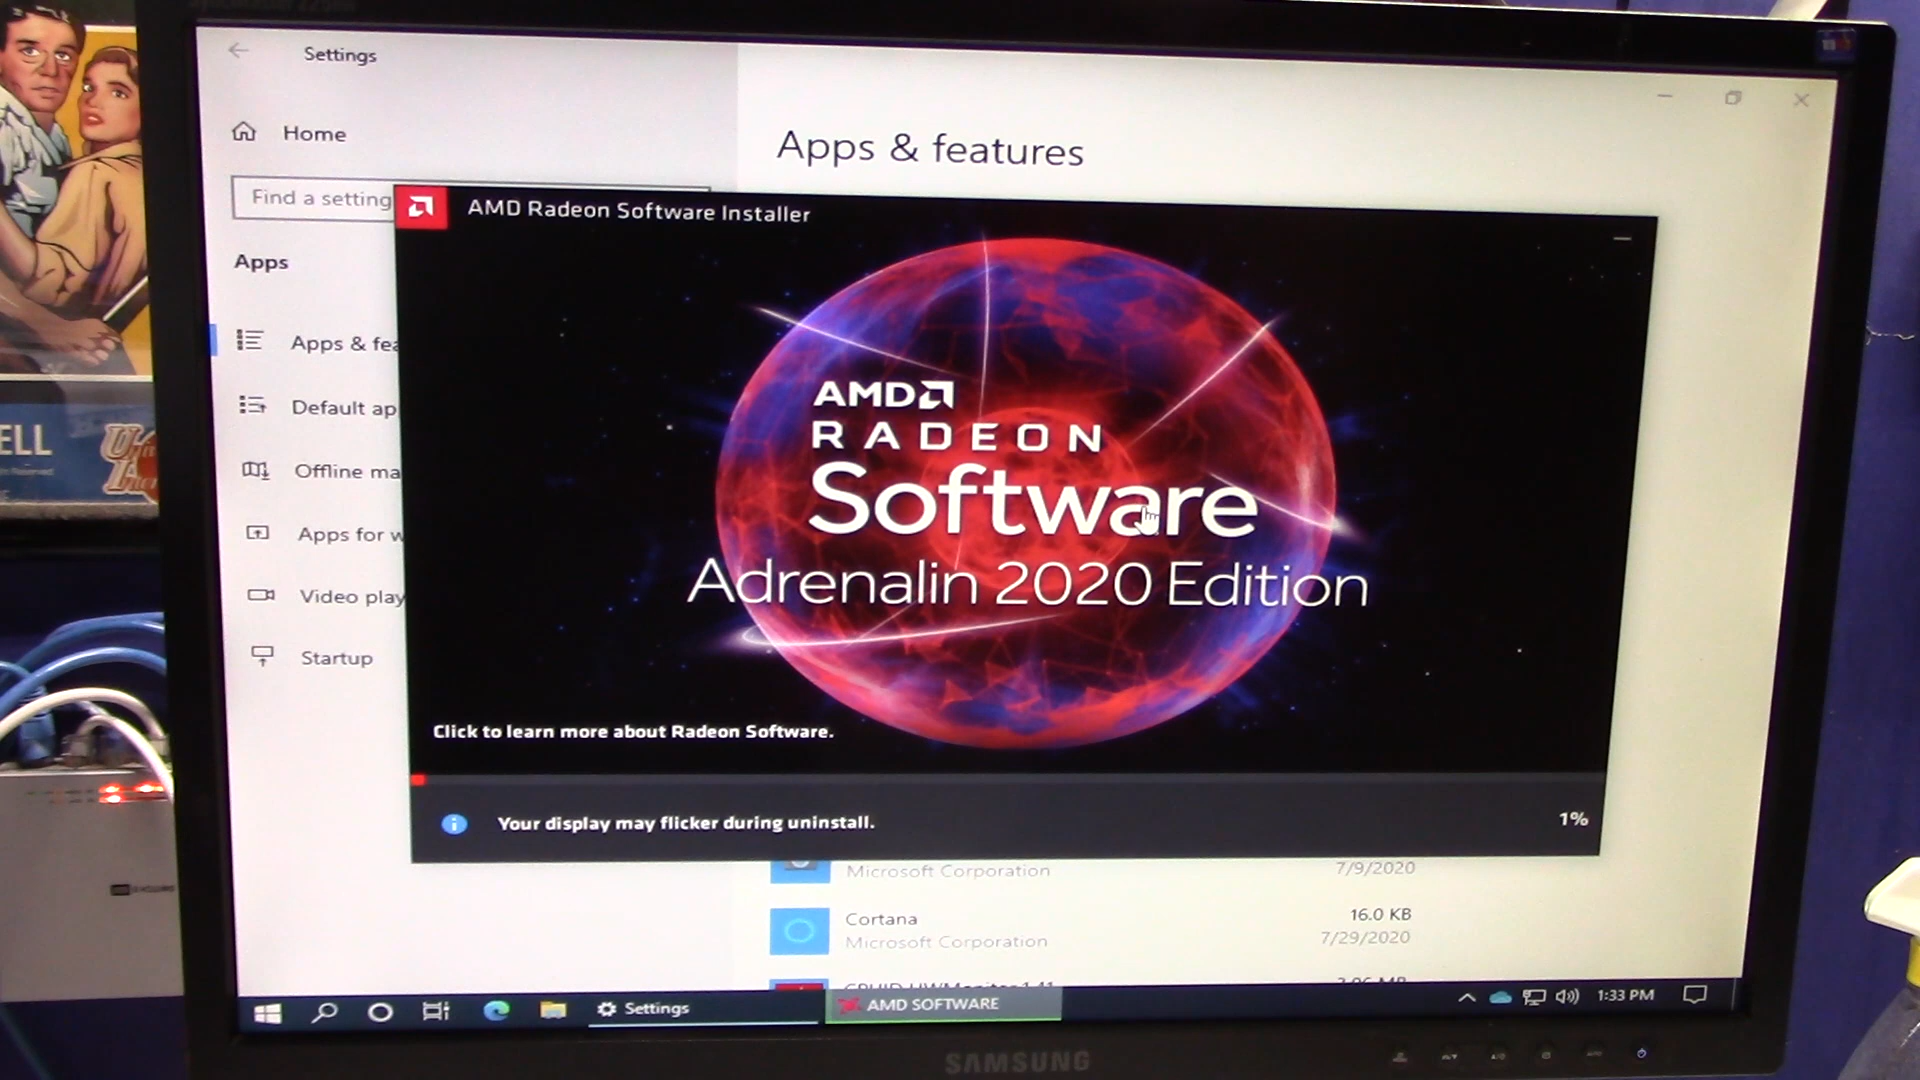 Settings
Home
Apps & features
Find a setting
AMD Radeon Software Installer
Apps
Apps & fea
Default ap
Offline ma
Apps for w
Video play
Startup
AMD
RADEON
Software
Adrenalin 2020 Edition
Click to learn more about Radeon Software.
Your display may flicker during uninstall.
1%
Microsoft Corporation
7/9/2020
Cortana
16.0 KB
Microsoft Corporation
7/29/2020
Settings
AMD SOFTWARE
1:33 PM
SAMSUNG
ELL